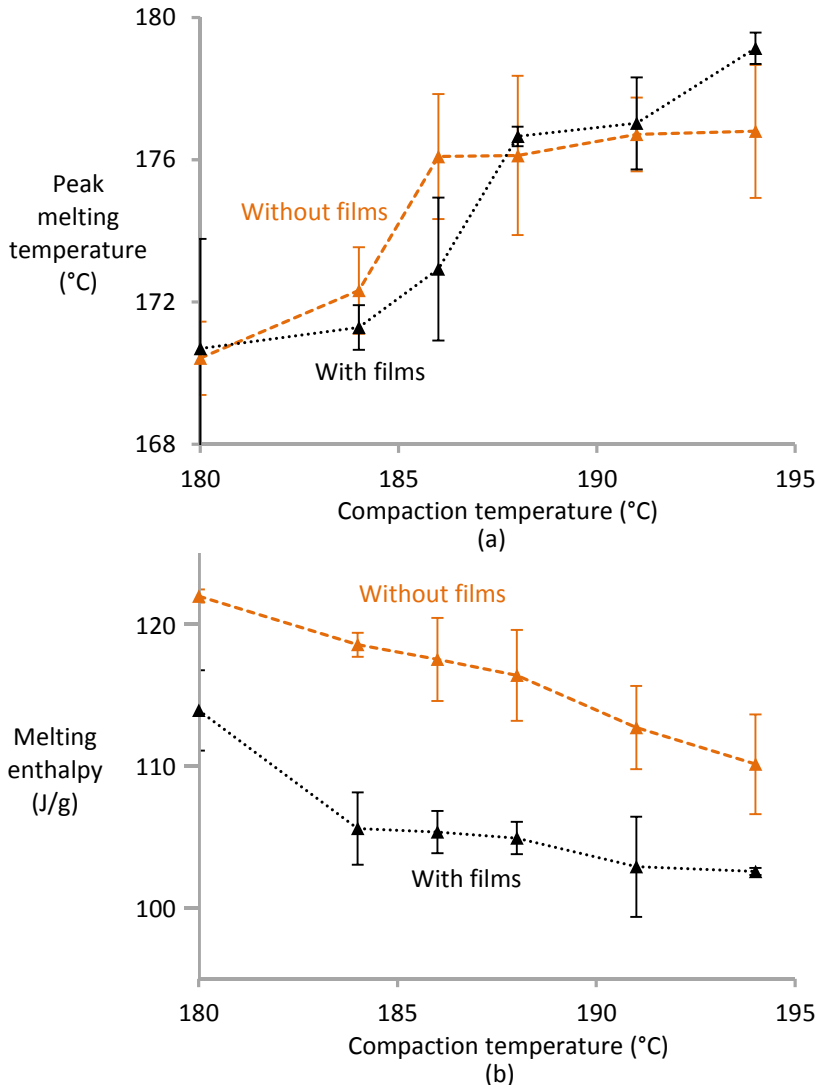 180
176
172
168
Peak
melting
temperature
(°C)
Without films
With films
180
185
190
195
Compaction temperature (°C)
(a)
120
110
100
Melting
enthalpy
(J/g)
Without films
With films
180
185
190
195
Compaction temperature (°C)
(b)